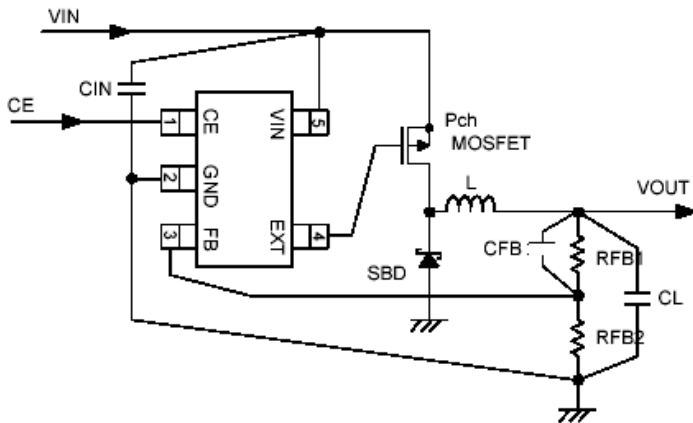 VIN
CIN
CE
1
CE
VIN
5
2
GND
3
FB
EXT
4
Pch
MOSFET
L
VOUT
SBD
CFB
RFB1
CL
RFB2